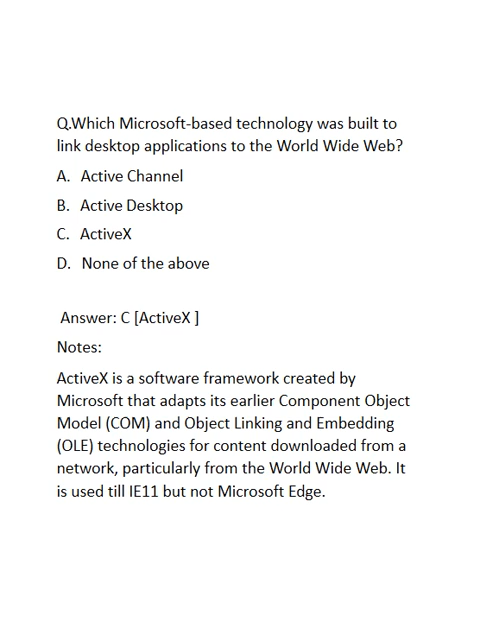 Q.Which Microsoft-based technology was built to
link desktop applications to the World Wide Web?
A. Active Channel
B. Active Desktop
C. ActiveX
D. None of the above
Answer: C [ActiveX ]
Notes:
ActiveX is a software framework created by
Microsoft that adapts its earlier Component Object
Model (COM) and Object Linking and Embedding
(OLE) technologies for content downloaded from a
network, particularly from the World Wide Web. It
is used till IE11 but not Microsoft Edge.